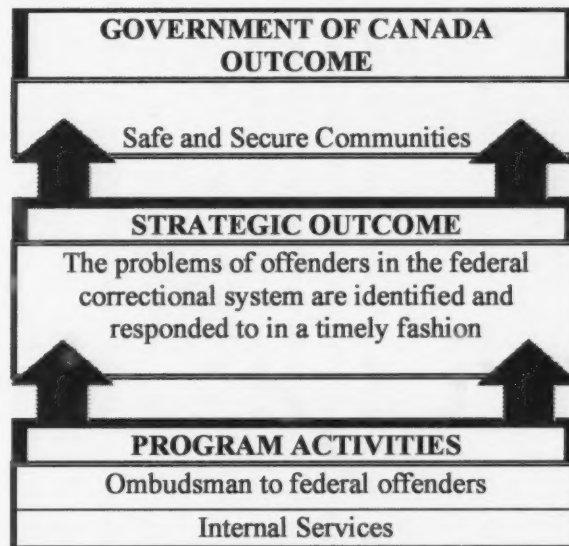 GOVERNMENT OF CANADA
OUTCOME
Safe and Secure Communities
STRATEGIC OUTCOME
The problems of offenders in the federal
correctional system are identified and
responded to in a timely fashion
PROGRAM ACTIVITIES
Ombudsman to federal offenders
Internal Services